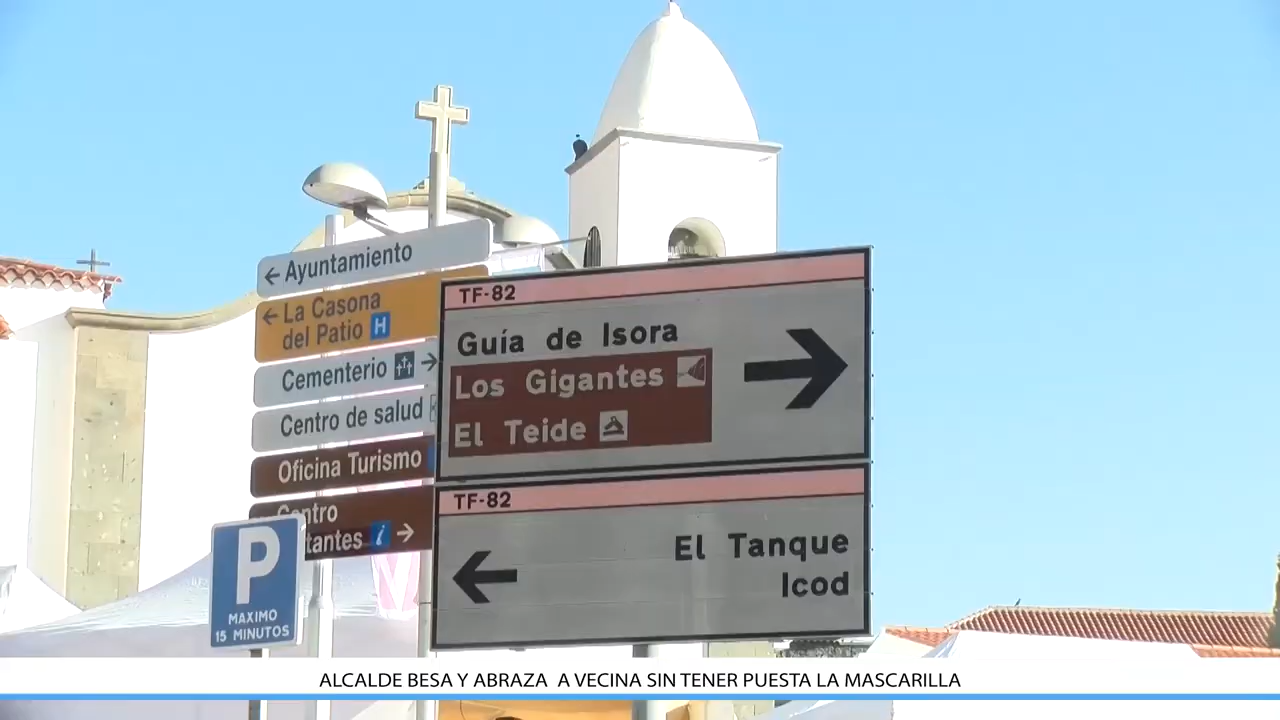 ← Ayuntamiento
← La Casona
del Patio H
Cementerio →
Centro de salud
Oficina Turismo
Centro
tantes i →
P
MAXIMO
15 MINUTOS
TF-82
Guía de Isora
Los Gigantes
El Teide
TF-82
El Tanque
Icod
ALCALDE BESA Y ABRAZA A VECINA SIN TENER PUESTA LA MASCARILLA